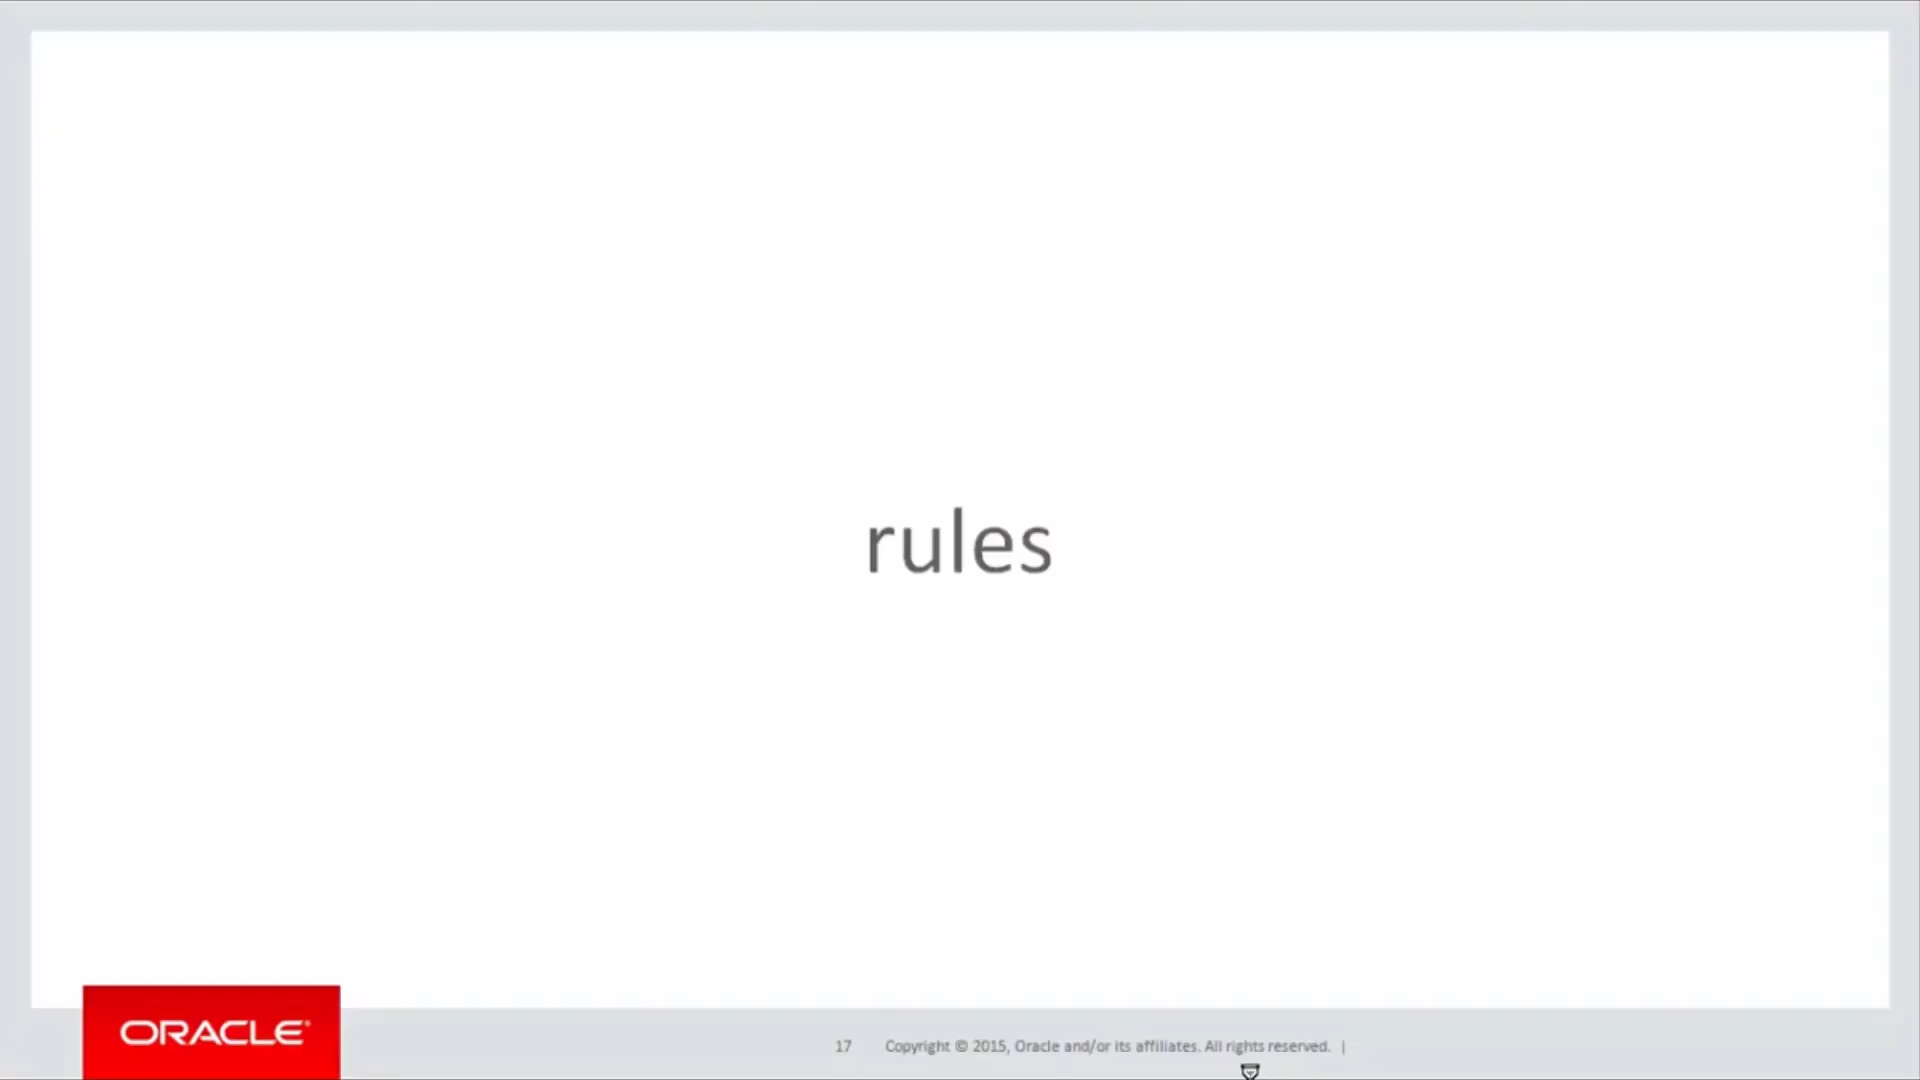 rules
ORACLE®
17 Copyright © 2015, Oracle and/or its affiliates. All rights reserved. |